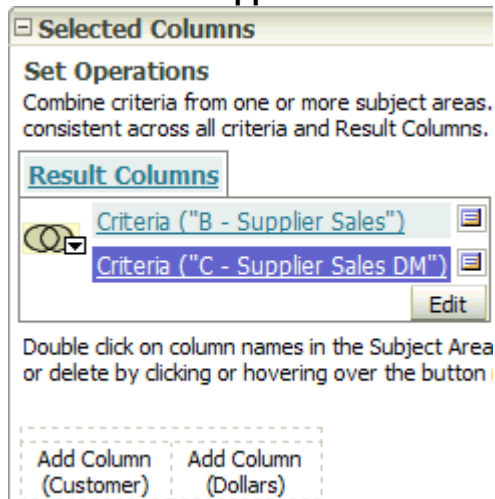 Selected Columns
Set Operations
Combine criteria from one or more subject areas.
consistent across all criteria and Result Columns.
Result Columns
Criteria ("B - Supplier Sales")
Criteria ("C - Supplier Sales DM")
Edit
Double click on column names in the Subject Area
or delete by clicking or hovering over the button
Add Column Add Column
(Customer) (Dollars)